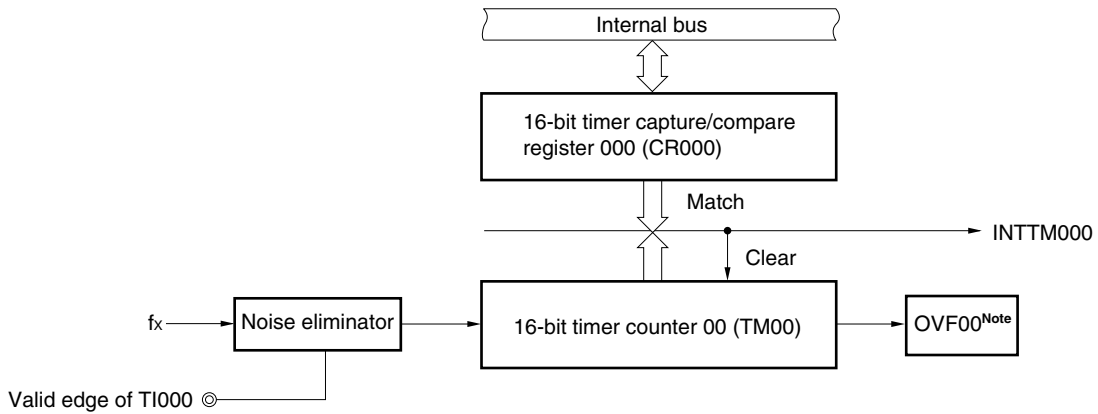 Internal bus
16-bit timer capture/compare
register 000 (CR000)
Match
INTTM000
Clear
fx
Noise eliminator
16-bit timer counter 00 (TM00)
OVF00Note
Valid edge of TI000